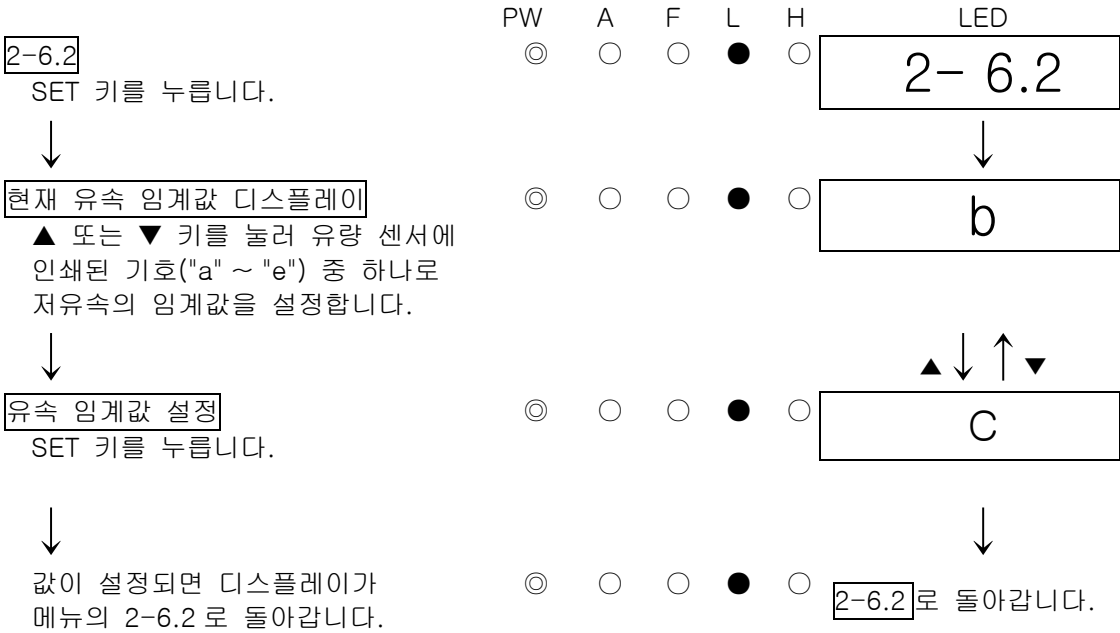 PW A F L H LED
2-6.2 ◎ ○ ○ ● ○ 2- 6.2
SET 키를 누릅니다.
↓ ↓
현재 유속 임계값 디스플레이 ◎ ○ ○ ● ○ b
▲ 또는 ▼ 키를 눌러 유량 센서에
인쇄된 기호("a" ~ "e") 중 하나로
저유속의 임계값을 설정합니다.
↓ ▲↓ ↑▼
유속 임계값 설정 ◎ ○ ○ ● ○ C
SET 키를 누릅니다.
↓ ↓
값이 설정되면 디스플레이가 ◎ ○ ○ ● ○ 2-6.2로 돌아갑니다.
메뉴의 2-6.2 로 돌아갑니다.